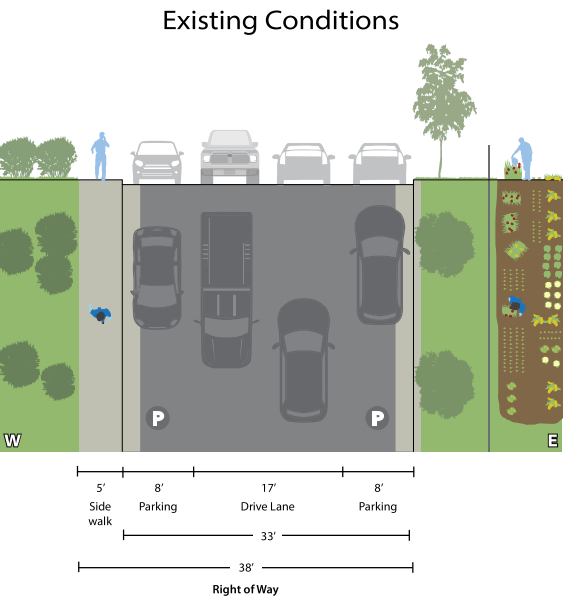 Existing Conditions
P
P
W
E
5’
8’
17’
8’
Side
walk
Parking
Drive Lane
Parking
33’
38’
Right of Way